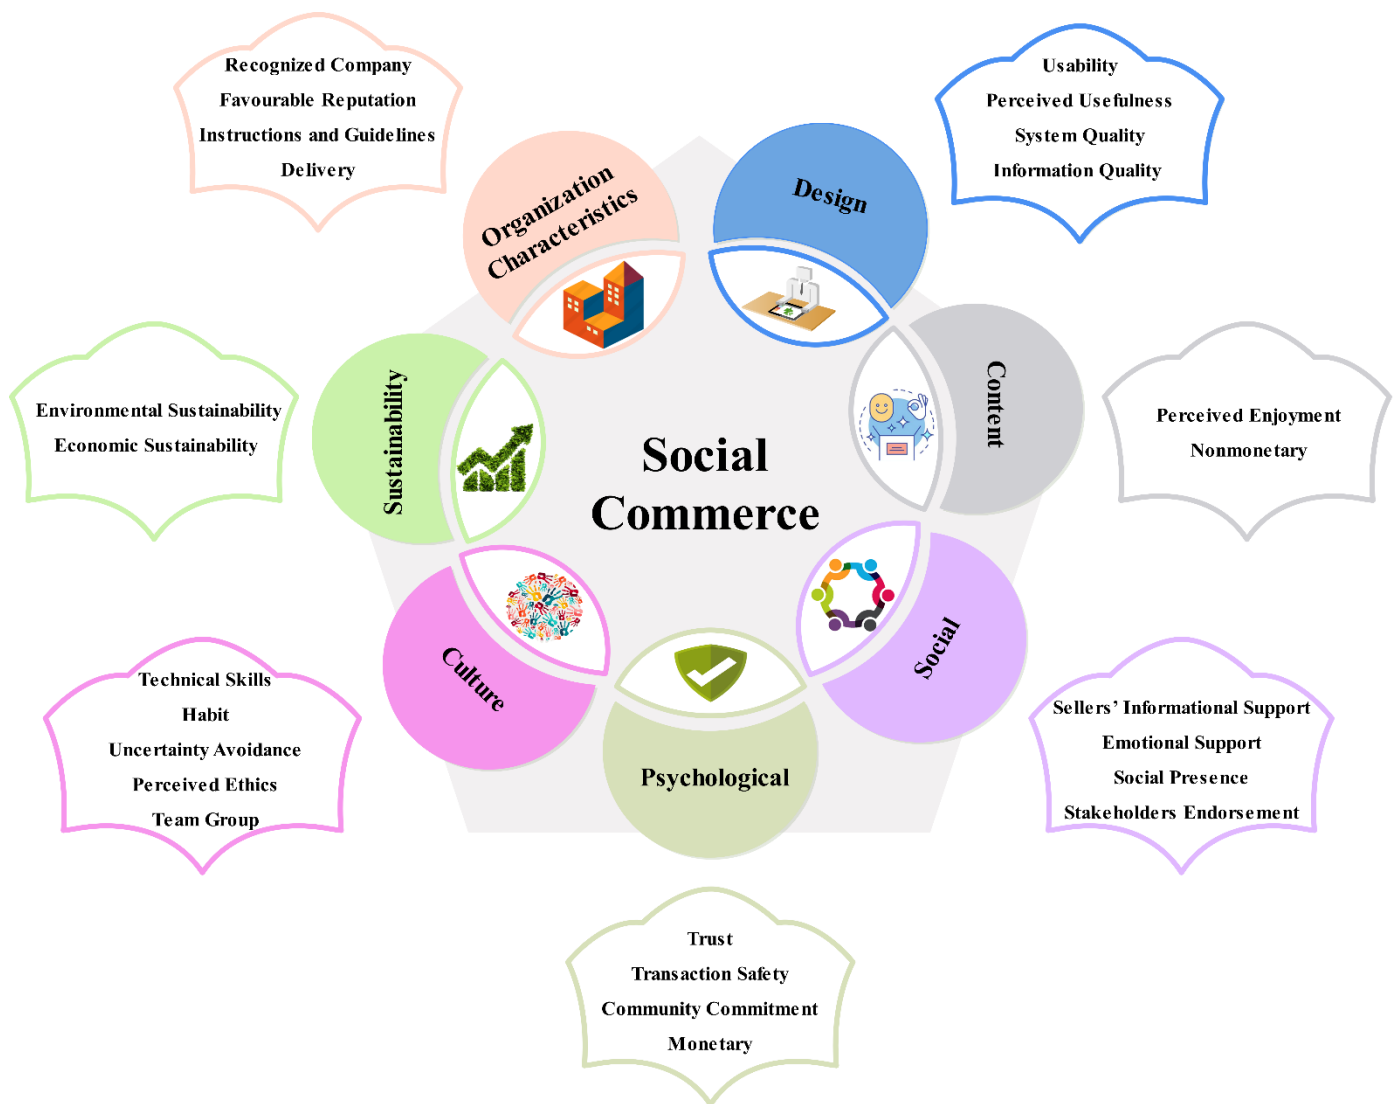 Recognized Company
Favourable Reputation
Instructions and Guidelines
Delivery
Usability
Perceived Usefulness
System Quality
Information Quality
Organization
Characteristics
Design
Sustainability
Content
Environmental Sustainability
Economic Sustainability
Perceived Enjoyment
Nonmonetary
Social
Commerce
Culture
Social
Psychological
Technical Skills
Habit
Uncertainty Avoidance
Perceived Ethics
Team Group
Sellers’ Informational Support
Emotional Support
Social Presence
Stakeholders Endorsement
Trust
Transaction Safety
Community Commitment
Monetary